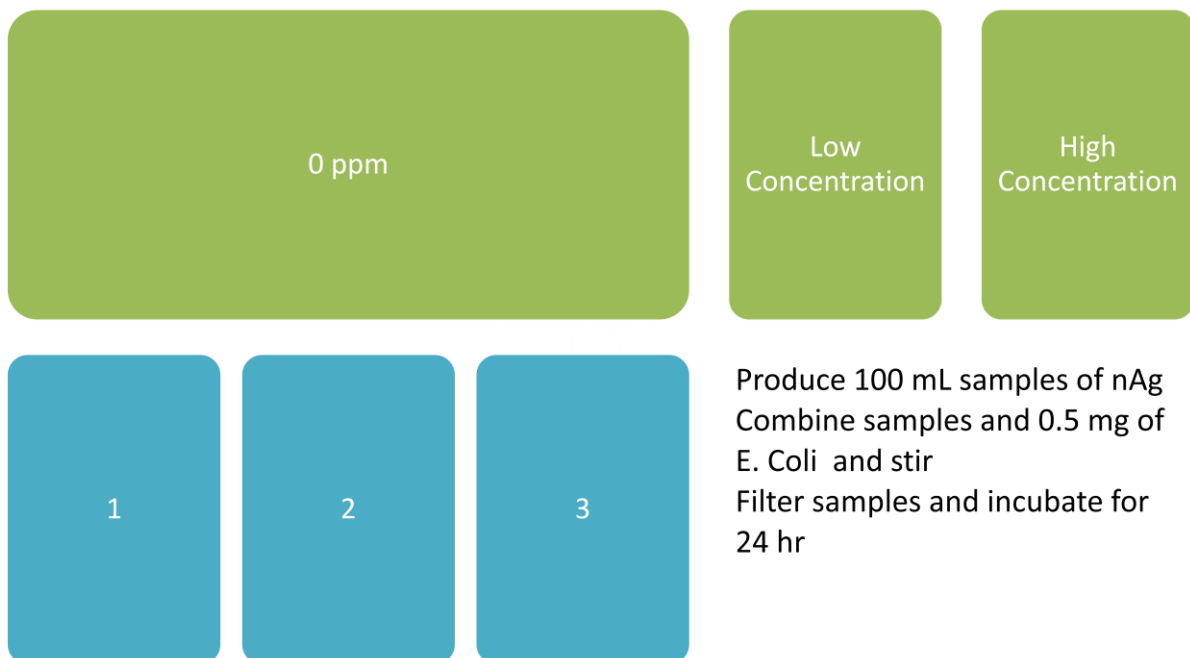 0 ppm
Low
Concentration
High
Concentration
1
2
3
Produce 100 mL samples of nAg
Combine samples and 0.5 mg of
E. Coli  and stir
Filter samples and incubate for
24 hr